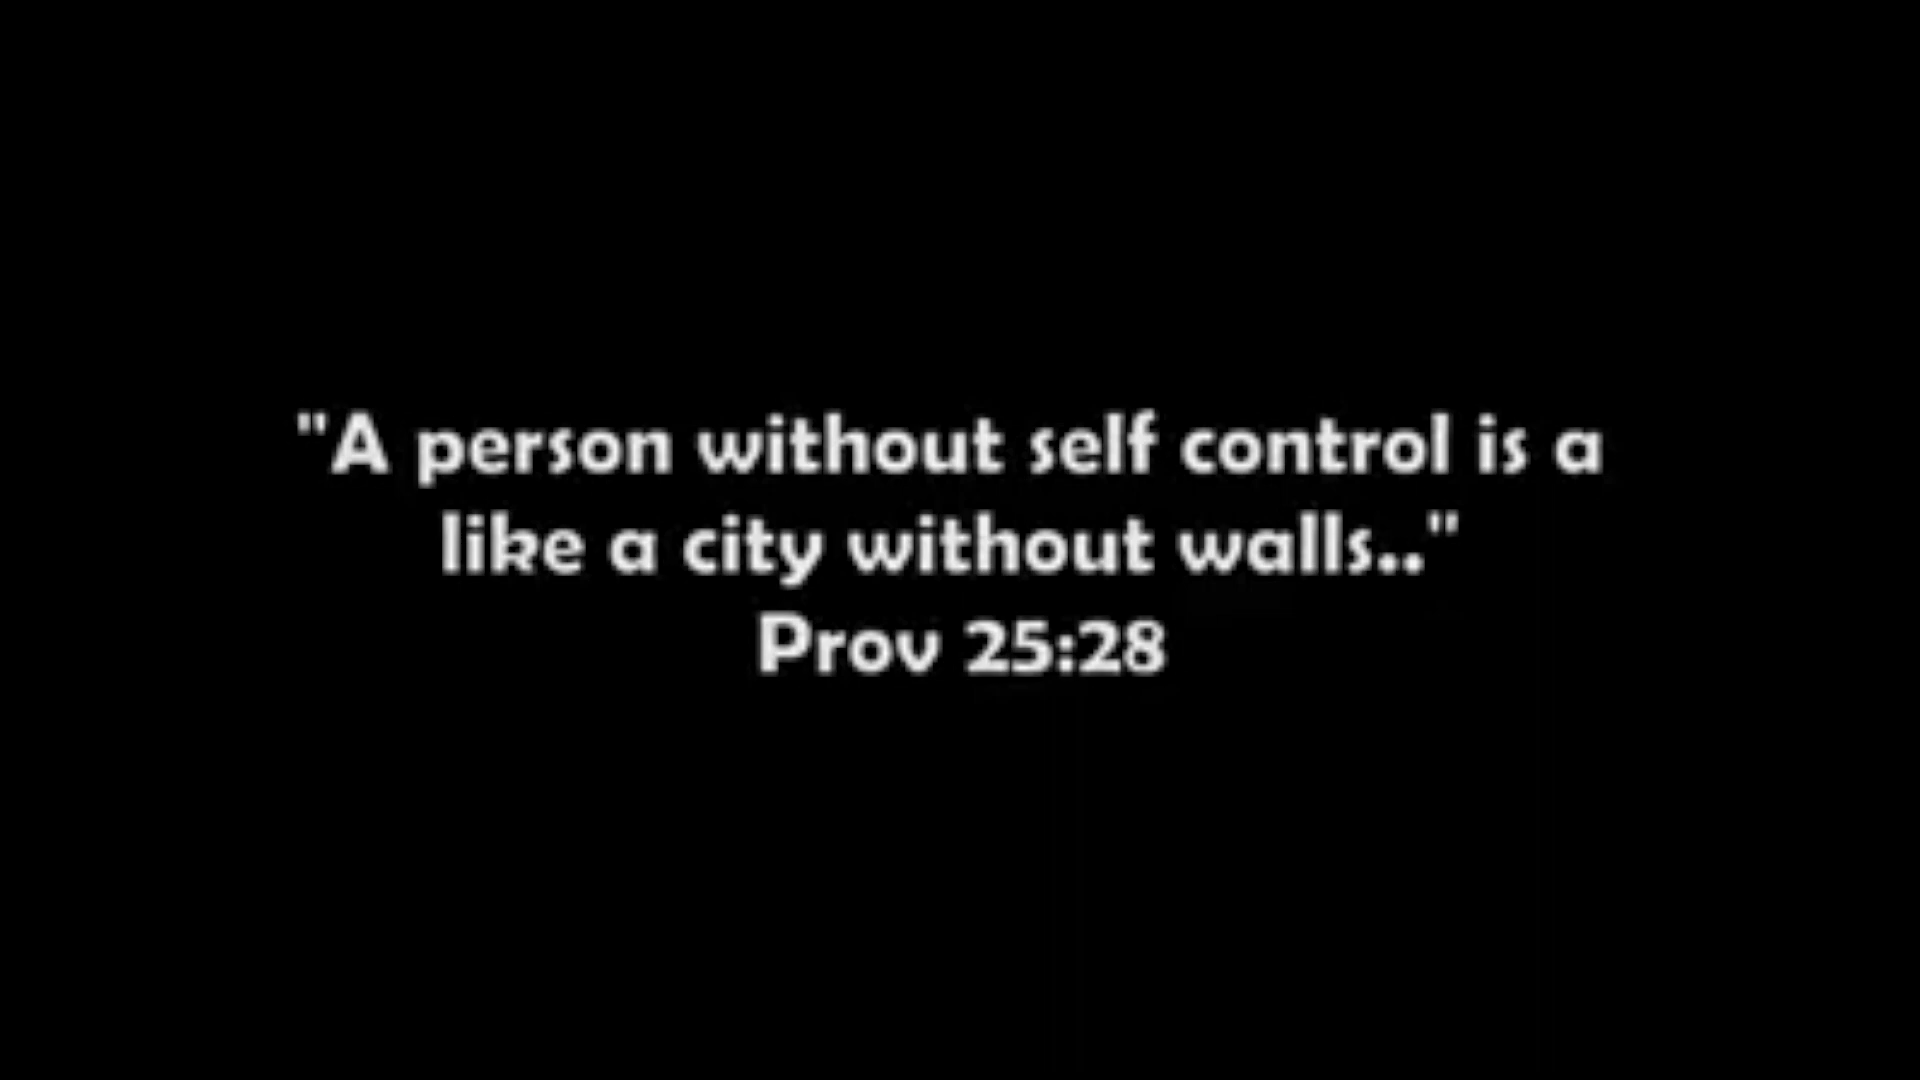 "A person without self control is a
like a city without walls.."
Prov 25:28